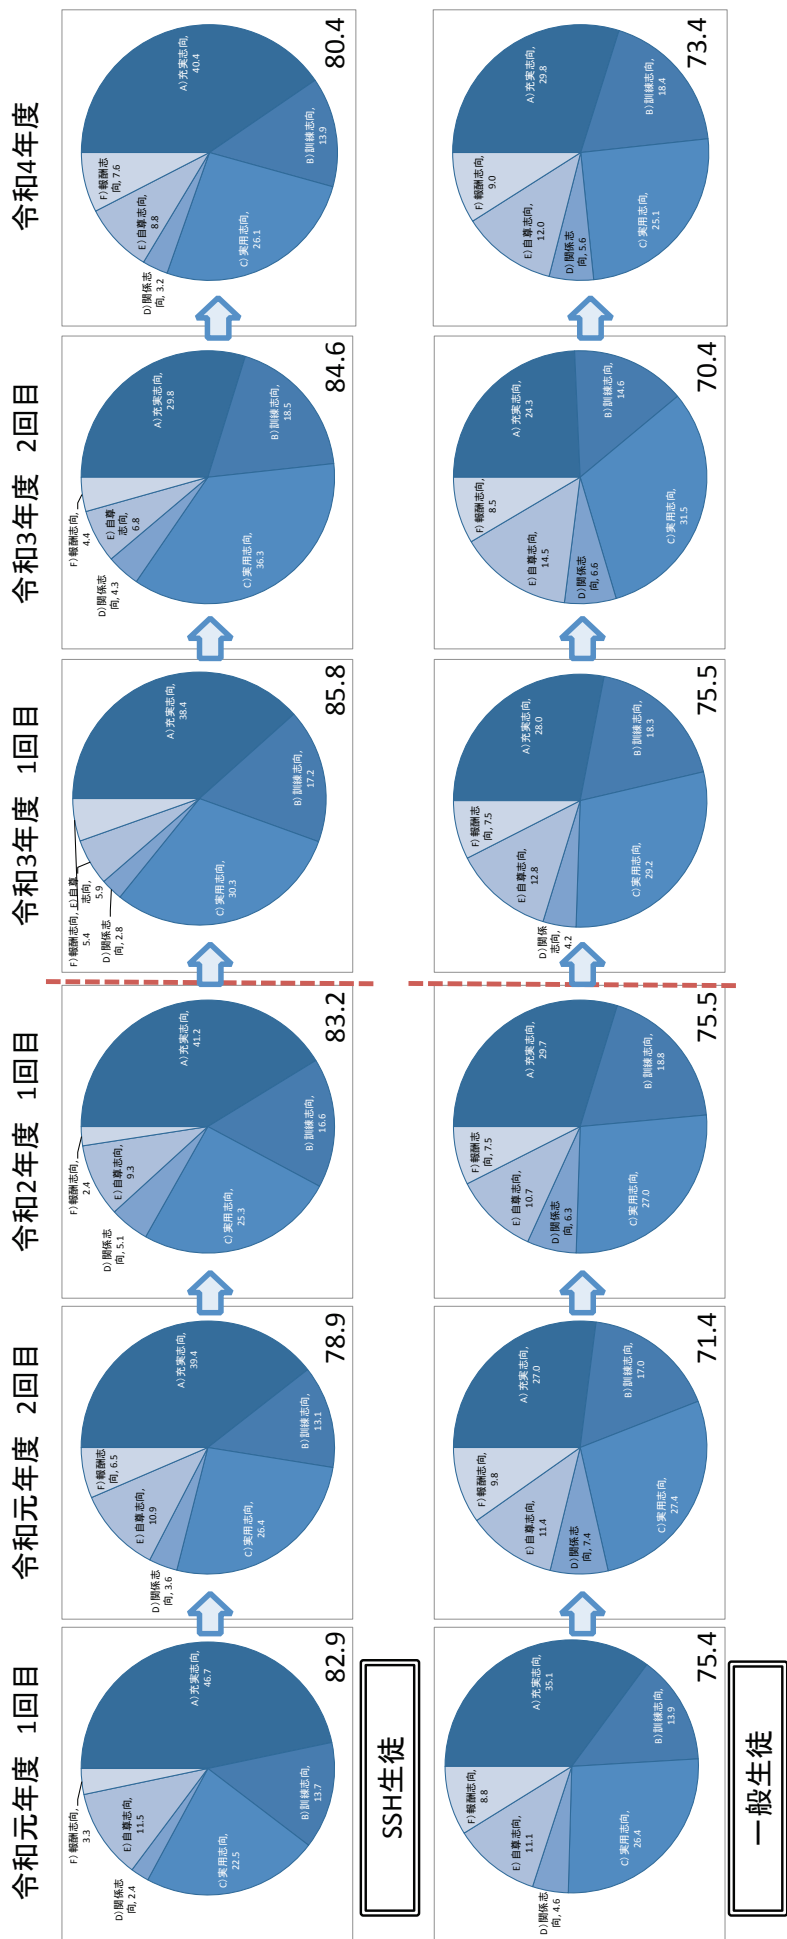 令和元年度 1回目
令和元年度 2回目
令和2年度 1回目
令和3年度 1回目
令和3年度 2回目
令和4年度
A)充実志向,
46.7
B)訓練志向,
13.7
C)実用志向,
22.5
D)関係志
向, 2.4
E)自尊志向,
11.5
F)報酬志向,
3.3
82.9
A)充実志向,
39.4
B)訓練志向,
13.1
C)実用志向,
26.4
D)関係志
向, 3.6
E)自尊志向,
10.9
F)報酬志
向, 6.5
78.9
A)充実志向,
41.2
B)訓練志向,
16.6
C)実用志向,
25.3
D)関係志
向, 5.1
E)自尊志向,
9.3
F)報酬志向,
2.4
83.2
A)充実志向,
38.4
B)訓練志向,
17.2
C)実用志向,
30.3
D)関係志
向, 2.8
E)自尊
志向,
5.9
F)報酬志向,
5.4
85.8
A)充実志向,
29.8
B)訓練志向,
18.5
C)実用志向,
36.3
D)関係志
向, 4.3
E)自尊
志向,
6.8
F)報酬志向,
4.4
84.6
A)充実志向,
40.4
B)訓練志向,
13.9
C)実用志向,
26.1
D)関係志
向, 3.2
E)自尊志向,
8.8
F)報酬志
向, 7.6
80.4
SSH生徒
A)充実志向,
35.1
B)訓練志向,
13.9
C)実用志向,
26.4
D)関係志
向, 4.6
E)自尊志向,
11.1
F)報酬志向,
8.8
75.4
A)充実志向,
27.0
B)訓練志向,
17.0
C)実用志向,
27.4
D)関係志
向, 7.4
E)自尊志向,
11.4
F)報酬志向,
9.8
71.4
A)充実志向,
29.7
B)訓練志向,
18.8
C)実用志向,
27.0
D)関係志
向, 6.3
E)自尊志向,
10.7
F)報酬志
向, 7.5
75.5
A)充実志向,
28.0
B)訓練志向,
18.3
C)実用志向,
29.2
D)関係
志向,
4.2
E)自尊志向,
12.8
F)報酬志
向, 7.5
75.5
A)充実志向,
24.3
B)訓練志向,
14.6
C)実用志向,
31.5
D)関係志
向, 6.6
E)自尊志向,
14.5
F)報酬志向,
8.5
70.4
A)充実志向,
29.8
B)訓練志向,
18.4
C)実用志向,
25.1
D)関係志
向, 5.6
E)自尊志向,
12.0
F)報酬志向,
9.0
73.4
一般生徒